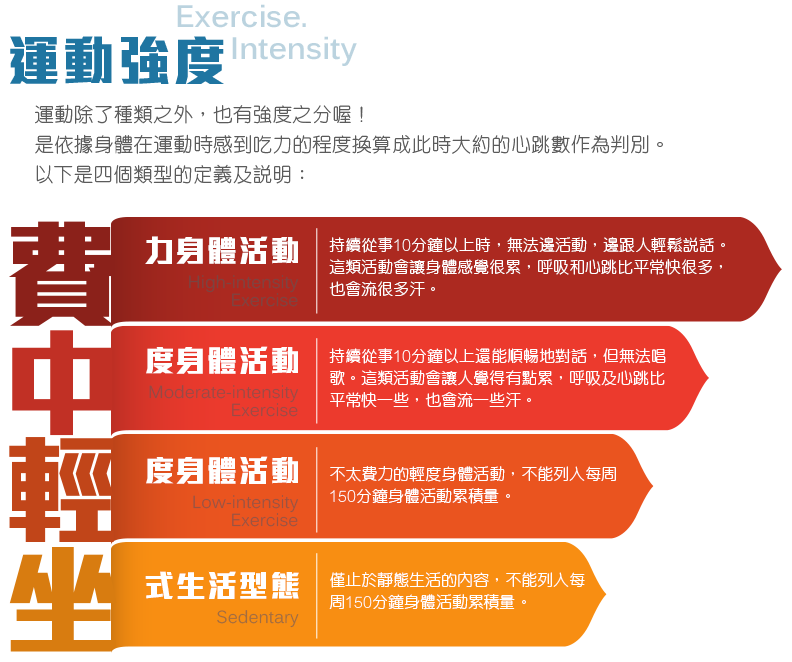 Exercise.
運動強度 Intensity
運動除了種類之外，也有強度之分喔！
是依據身體在運動時感到吃力的程度換算成此時大約的心跳數作為判別。
以下是四個類型的定義及説明：
費力身體活動
High-intensity
Exercise
持續從事10分鐘以上時，無法邊活動，邊跟人輕鬆説話。
這類活動會讓身體感覺很累，呼吸和心跳比平常快很多，
也會流很多汗。
中度身體活動
Moderate-intensity
Exercise
持續從事10分鐘以上還能順暢地對話，但無法唱
歌。這類活動會讓人覺得有點累，呼吸及心跳比
平常快一些，也會流一些汗。
輕度身體活動
Low-intensity
Exercise
不太費力的輕度身體活動，不能列入每周
150分鐘身體活動累積量。
坐式生活型態
Sedentary
僅止於靜態生活的內容，不能列入每
周150分鐘身體活動累積量。